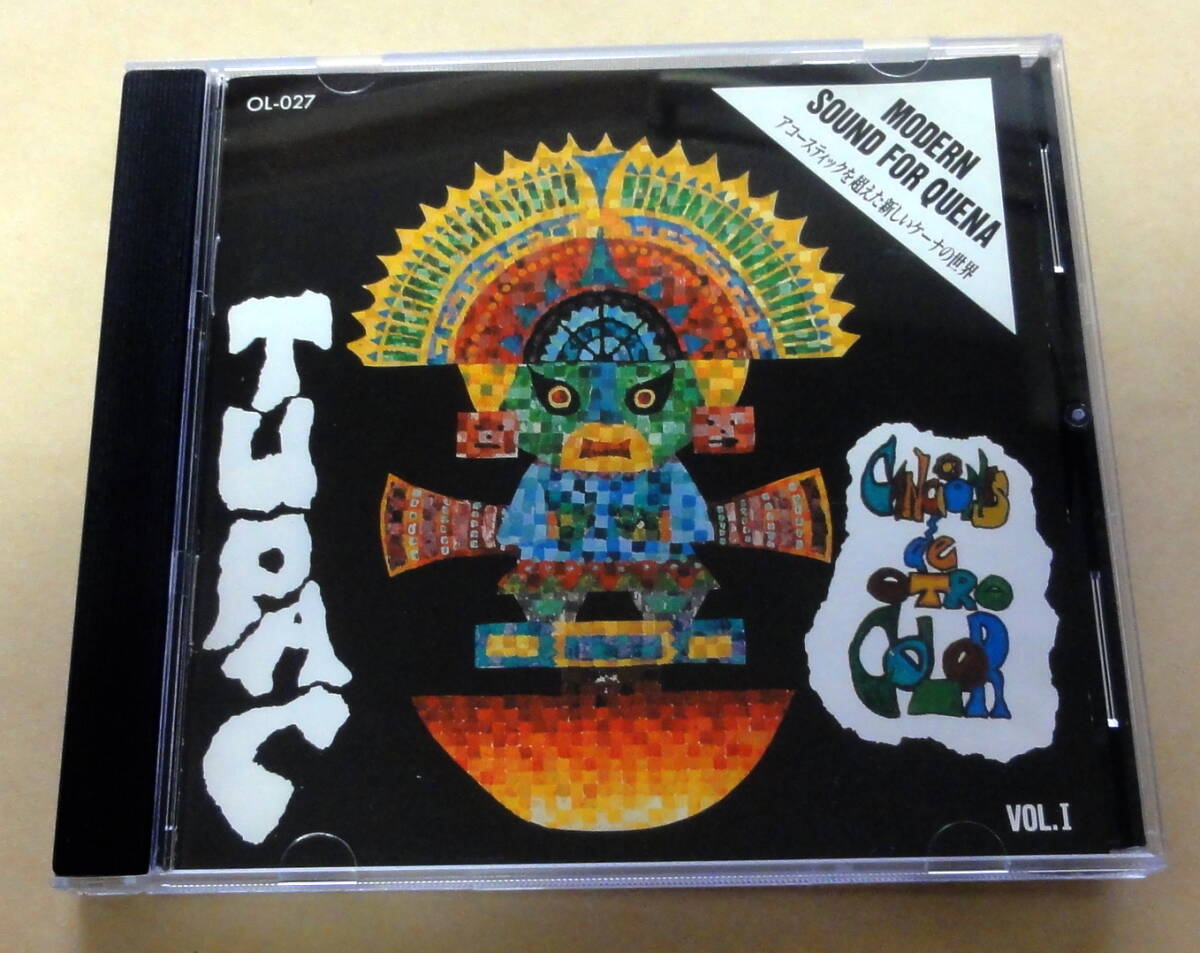 OL-027
MODERN
SOUND FOR QUENA
アコースティックを超えた新しいケーナの世界
TUPAC
CANCIONES
de
OTRO
COLOR
VOL.I